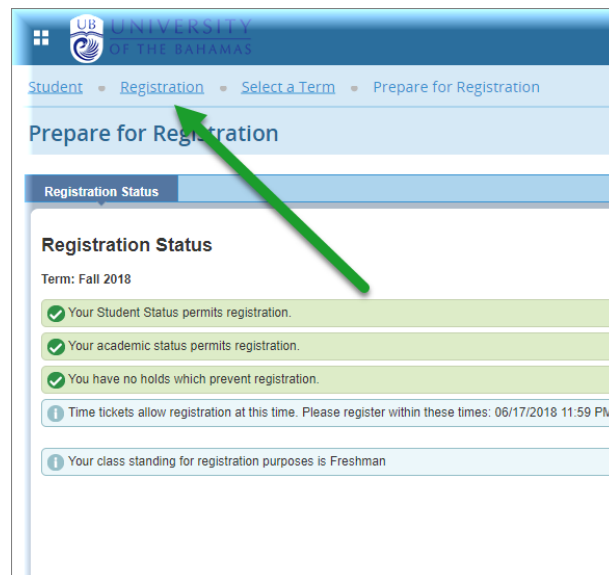 UB UNIVERSITY
OF THE BAHAMAS
Student Registration Select a Term Prepare for Registration
Prepare for Registration
Registration Status
Registration Status
Term: Fall 2018
Your Student Status permits registration.
Your academic status permits registration.
You have no holds which prevent registration.
Time tickets allow registration at this time. Please register within these times: 06/17/2018 11:59 PM
Your class standing for registration purposes is Freshman